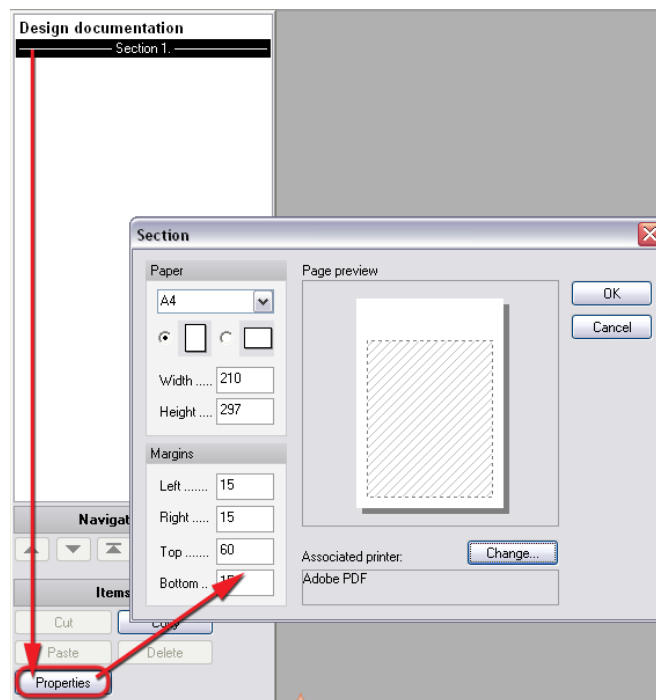 Design documentation
Section 1.
Section
Paper
A4
Width ..... 210
Height .... 297
Margins
Left ....... 15
Right ..... 15
Top ....... 60
Bottom ..
Page preview
Associated printer:
Change...
Adobe PDF
OK
Cancel
Items
Cut
Copy
Paste
Delete
Properties